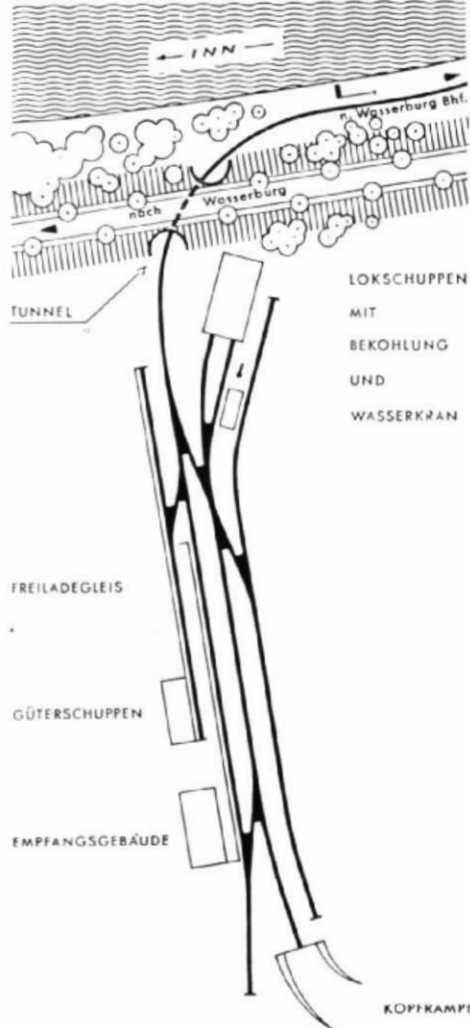 INN
n. Wasserburg Bhf.
nach Wasserburg
TUNNEL
LOKSCHUPPEN
MIT
BEKOHLUNG
UND
WASSERKRAN
FREILADEGLEIS
GÜTERSCHUPPEN
EMPFANGSGEBÄUDE
KOPFRAMPE